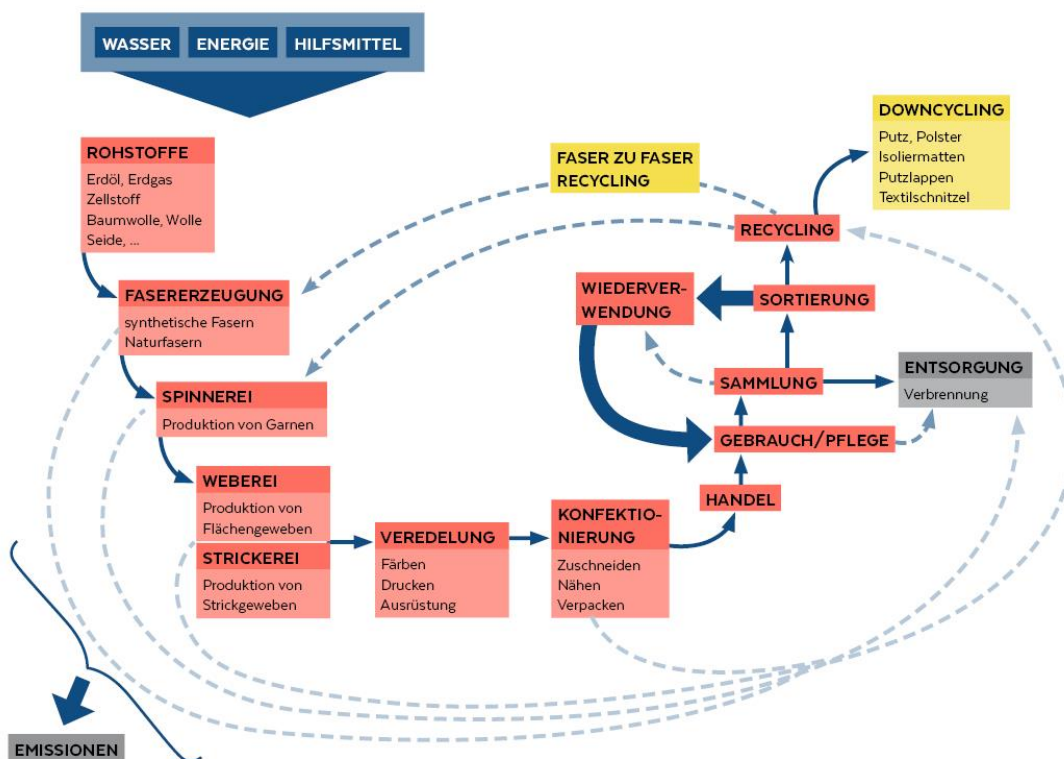 WASSER
ENERGIE
HILFSMITTEL
ROHSTOFFE
Erdöl, Erdgas
Zellstoff
Baumwolle, Wolle
Seide, ...
FASERERZEUGUNG
synthetische Fasern
Naturfasern
SPINNEREI
Produktion von Garnen
WEBEREI
Produktion von
Flächengeweben
STRICKEREI
Produktion von
Strickgeweben
VEREDELUNG
Färben
Drucken
Ausrüstung
KONFEKTIO-
NIERUNG
Zuschneiden
Nähen
Verpacken
HANDEL
GEBRAUCH/PFLEGE
SAMMLUNG
SORTIERUNG
WIEDERVER-
WENDUNG
RECYCLING
FASER ZU FASER
RECYCLING
DOWNCYCLING
Putz, Polster
Isoliermatten
Putzlappen
Textilschnitzel
ENTSORGUNG
Verbrennung
EMISSIONEN